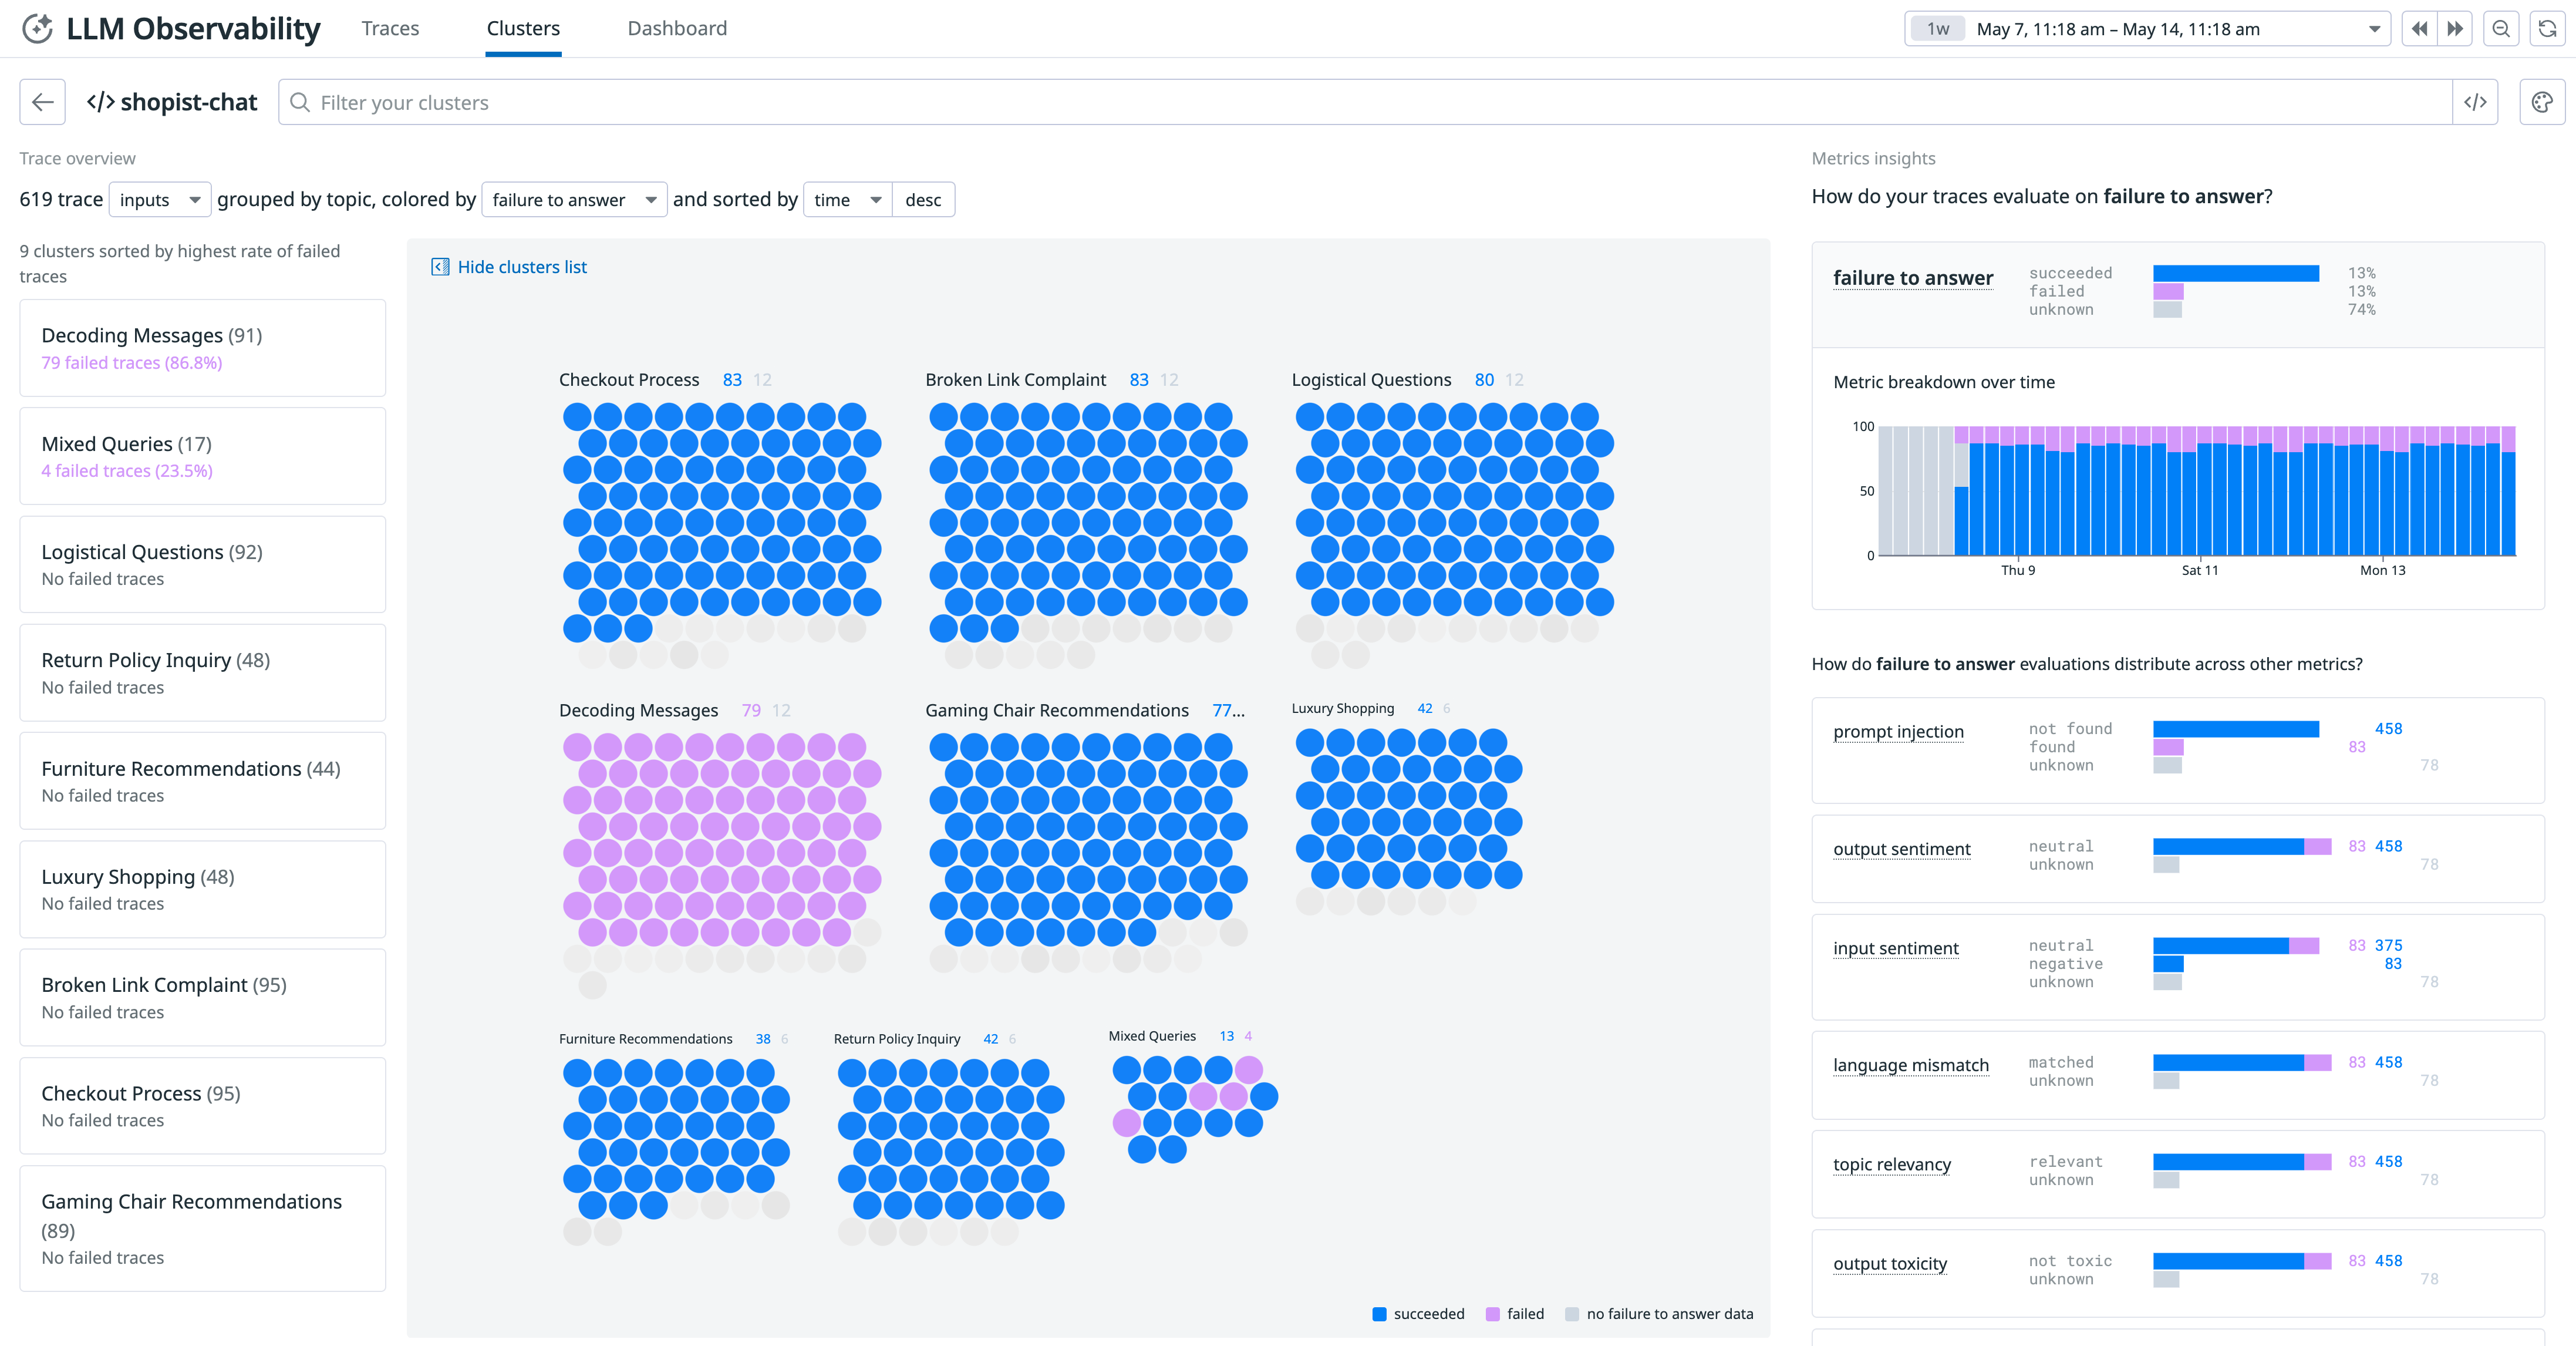 LLM Observability Traces Clusters Dashboard 1w May 7, 11:18 am – May 14, 11:18 am
</> shopist-chat Filter your clusters </>
Trace overview
619 trace inputs grouped by topic, colored by failure to answer and sorted by time desc
9 clusters sorted by highest rate of failed
traces
Decoding Messages (91)
79 failed traces (86.8%)
Mixed Queries (17)
4 failed traces (23.5%)
Logistical Questions (92)
No failed traces
Return Policy Inquiry (48)
No failed traces
Furniture Recommendations (44)
No failed traces
Luxury Shopping (48)
No failed traces
Broken Link Complaint (95)
No failed traces
Checkout Process (95)
No failed traces
Gaming Chair Recommendations
(89)
No failed traces
Hide clusters list
Checkout Process 83 12
Broken Link Complaint 83 12
Logistical Questions 80 12
Decoding Messages 79 12
Gaming Chair Recommendations 77...
Luxury Shopping 42 6
Furniture Recommendations 38 6
Return Policy Inquiry 42 6
Mixed Queries 13 4
succeeded failed no failure to answer data
Metrics insights
How do your traces evaluate on failure to answer?
failure to answer
succeeded 13%
failed 13%
unknown 74%
Metric breakdown over time
100
50
0
Thu 9 Sat 11 Mon 13
How do failure to answer evaluations distribute across other metrics?
prompt injection
not found 458
found 83
unknown 78
output sentiment
neutral 83 458
unknown 78
input sentiment
neutral 83 375
negative 83
unknown 78
language mismatch
matched 83 458
unknown 78
topic relevancy
relevant 83 458
unknown 78
output toxicity
not toxic 83 458
unknown 78